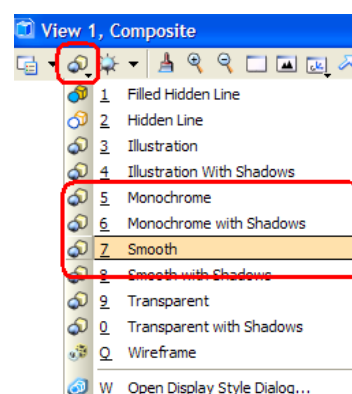 View 1, Composite
1 Filled Hidden Line
2 Hidden Line
3 Illustration
4 Illustration With Shadows
5 Monochrome
6 Monochrome with Shadows
7 Smooth
8 Smooth with Shadows
9 Transparent
0 Transparent with Shadows
Q Wireframe
W Open Display Style Dialog...